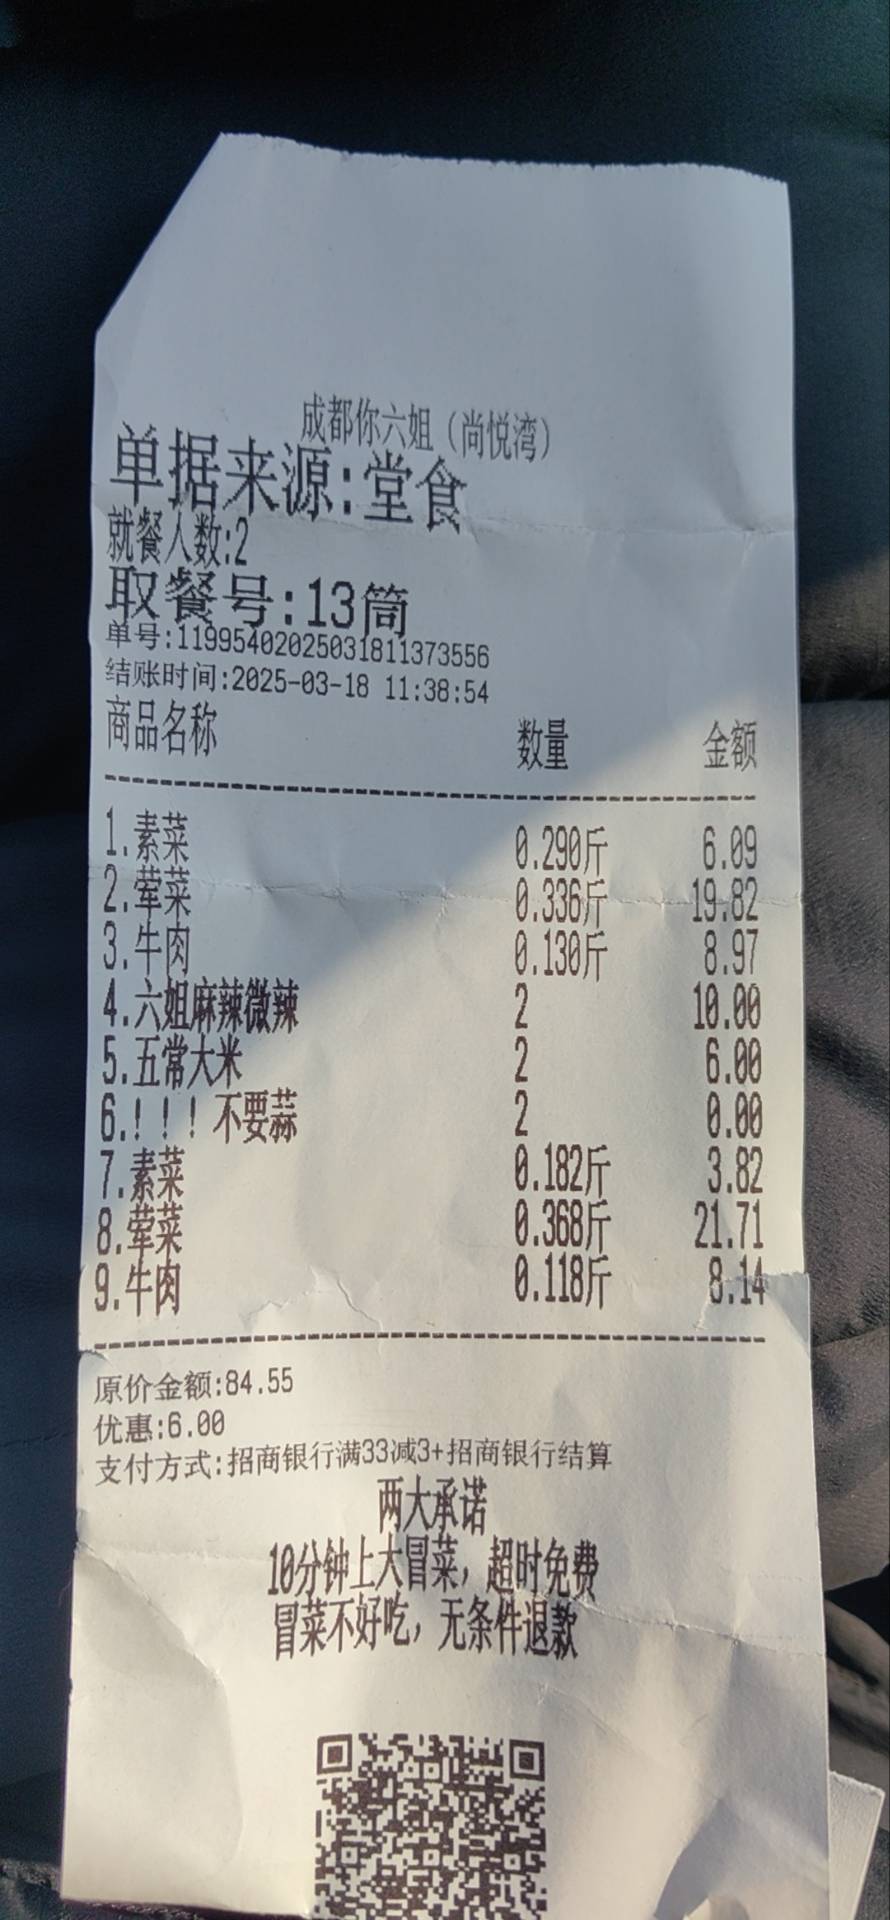 成都你六姐（尚悦湾）
单据来源:堂食
就餐人数:2
取餐号:13筒
单号:11995402025031811373556
结账时间:2025-03-18 11:38:54
商品名称 数量 金额
1.素菜 0.290斤 6.09
2.荤菜 0.336斤 19.82
3.牛肉 0.130斤 8.97
4.六姐麻辣微辣 2 10.00
5.五常大米 2 6.00
6.！！！不要蒜 2 0.00
7.素菜 0.182斤 3.82
8.荤菜 0.368斤 21.71
9.牛肉 0.118斤 8.14
原价金额:84.55
优惠:6.00
支付方式:招商银行满33减3+招商银行结算
两大承诺
10分钟上大冒菜，超时免费
冒菜不好吃，无条件退款